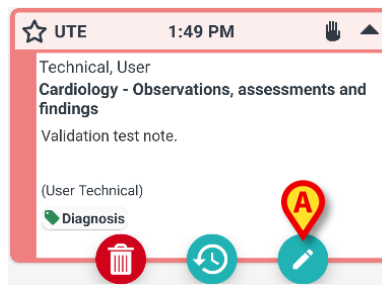 UTE 1:49 PM
Technical, User
Cardiology - Observations, assessments and
findings
Validation test note.
(User Technical)
A
Diagnosis